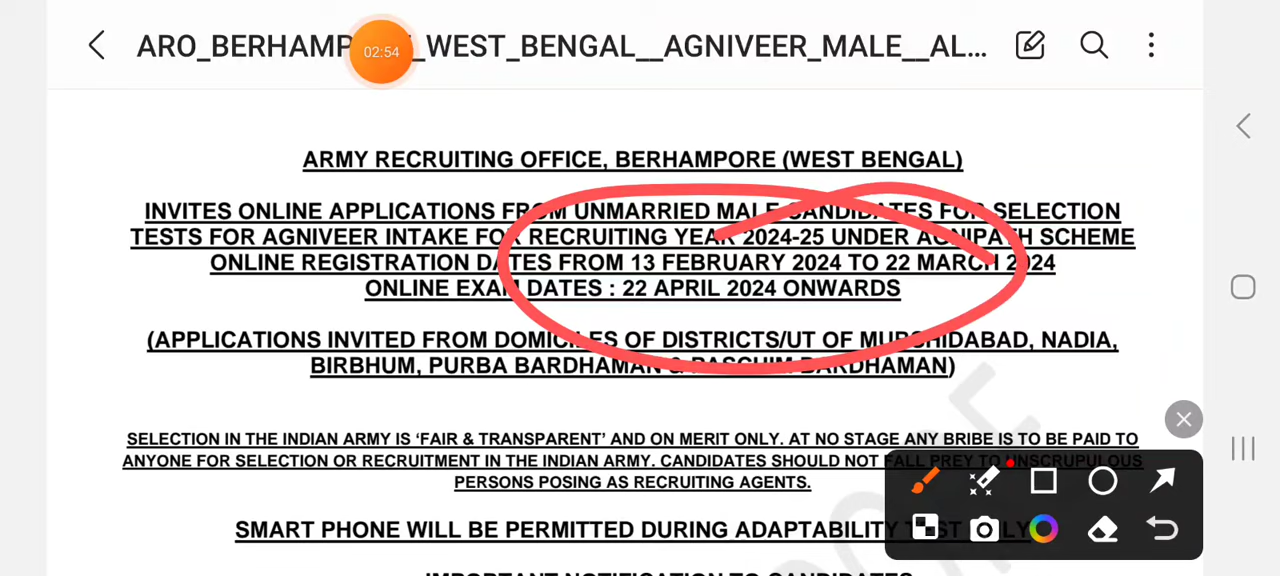 ARO_BERHAMP
02:54
_WEST_BENGAL__AGNIVEER_MALE__AL...
ARMY RECRUITING OFFICE, BERHAMPORE (WEST BENGAL)
INVITES ONLINE APPLICATIONS FROM UNMARRIED MALE CANDIDATES FOR SELECTION
TESTS FOR AGNIVEER INTAKE FOR RECRUITING YEAR 2024-25 UNDER AGNIPATH SCHEME
ONLINE REGISTRATION DATES FROM 13 FEBRUARY 2024 TO 22 MARCH 2024
ONLINE EXAM DATES : 22 APRIL 2024 ONWARDS
(APPLICATIONS INVITED FROM DOMICILES OF DISTRICTS/UT OF MURSHIDABAD, NADIA,
BIRBHUM, PURBA BARDHAMAN & PASCHIM BARDHAMAN)
SELECTION IN THE INDIAN ARMY IS ‘FAIR & TRANSPARENT’ AND ON MERIT ONLY. AT NO STAGE ANY BRIBE IS TO BE PAID TO
ANYONE FOR SELECTION OR RECRUITMENT IN THE INDIAN ARMY. CANDIDATES SHOULD NOT FALL PREY TO UNSCRUPULOUS
PERSONS POSING AS RECRUITING AGENTS.
SMART PHONE WILL BE PERMITTED DURING ADAPTABILITY TEST ONLY
IMPORTANT NOTIFICATION TO CANDIDATES